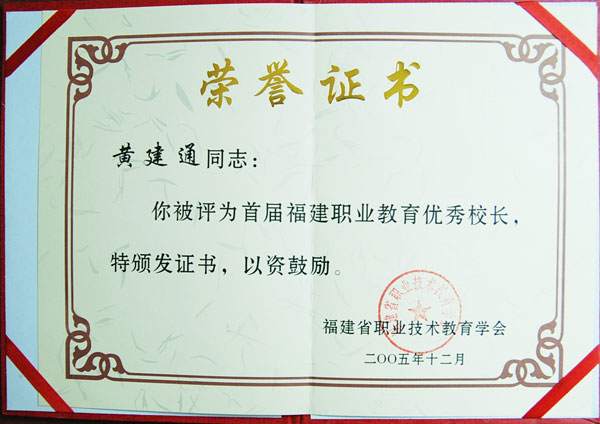 荣誉证书
黄建通同志：
你被评为首届福建职业教育优秀校长，
特颁发证书，以资鼓励。
福建省职业技术教育学会
二〇〇五年十二月